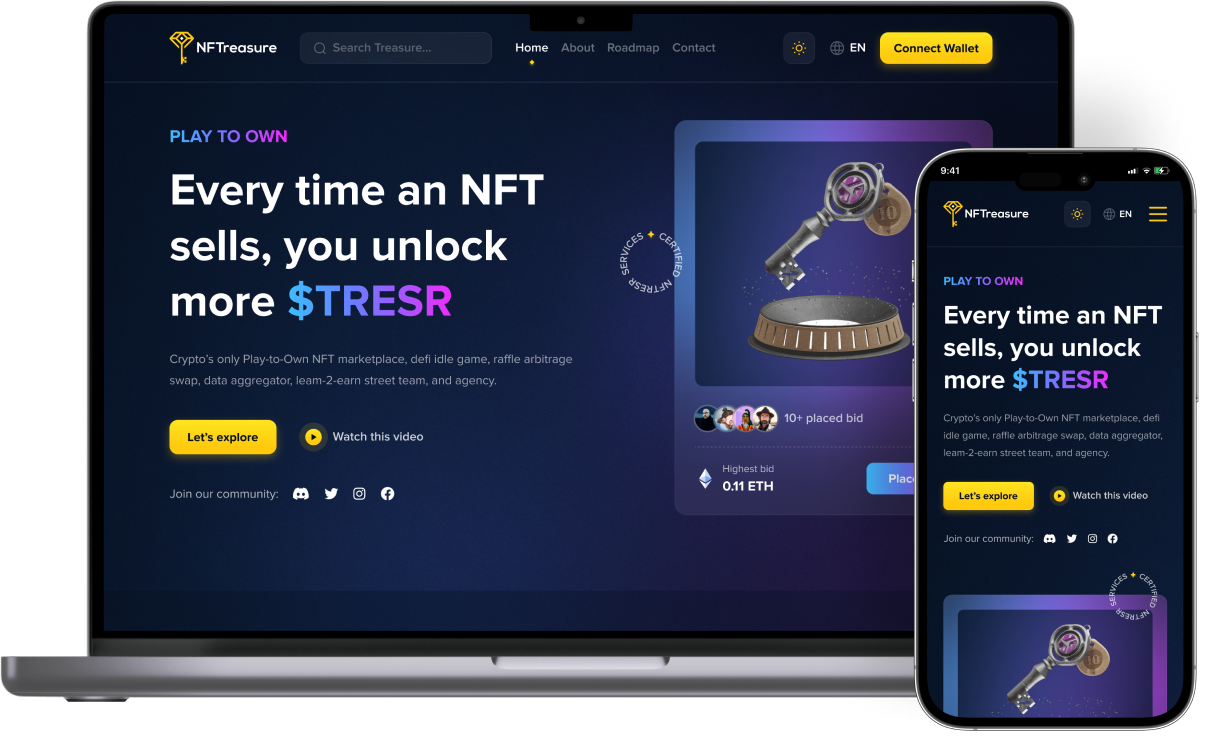 NFTreasure
Search Treasure...
Home About Roadmap Contact
EN
Connect Wallet
PLAY TO OWN
Every time an NFT
sells, you unlock
more $TRESR
Crypto's only Play-to-Own NFT marketplace, defi idle game, raffle arbitrage
swap, data aggregator, leam-2-earn street team, and agency.
Let's explore
Watch this video
Join our community:
CERTIFIED NFTRESR SERVICES
10
10+ placed bid
Highest bid
0.11 ETH
Plac
9:41
NFTreasure
EN
PLAY TO OWN
Every time an NFT
sells, you unlock
more $TRESR
Crypto's only Play-to-Own NFT marketplace, defi
idle game, raffle arbitrage swap, data aggregator,
leam-2-earn street team, and agency.
Let's explore
Watch this video
Join our community:
CERTIFIED NFTRESR SERVICES
10